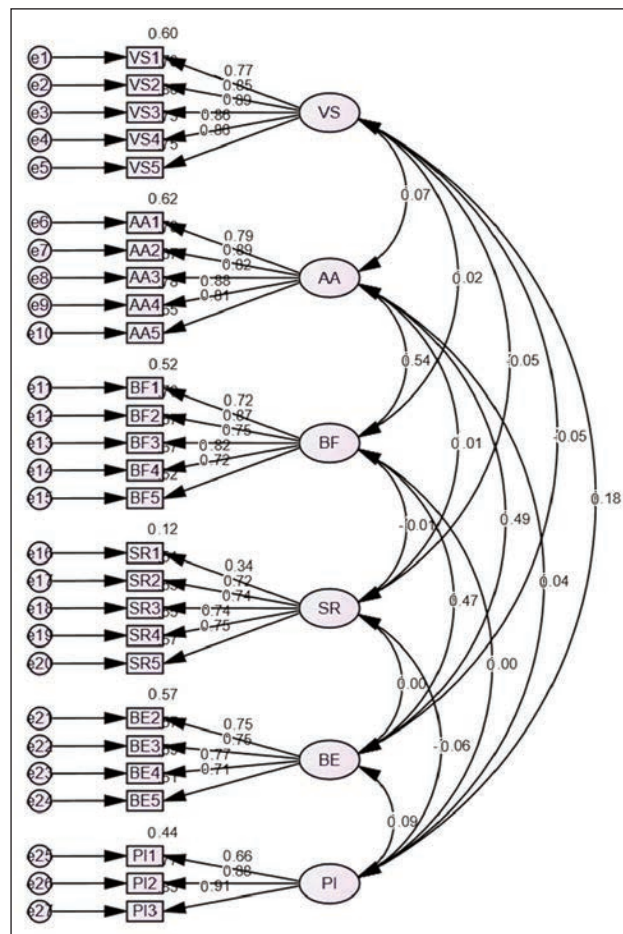 0.60
e1 VS1 0.77
e2 VS2 0.85
e3 VS3 0.89 VS
e4 VS4 0.86
e5 VS5 0.88
0.07
0.62
e6 AA1 0.79
e7 AA2 0.89
e8 AA3 0.82 AA 0.02
e9 AA4 0.88
e10 AA5 0.81
0.54
-0.05
0.52
e11 BF1 0.72
e12 BF2 0.87
e13 BF3 0.75 BF 0.01 -0.05
e14 BF4 0.82
e15 BF5 0.72
0.18
-0.01 0.49
0.12
e16 SR1 0.34
e17 SR2 0.72
e18 SR3 0.74 SR 0.47 0.04
e19 SR4 0.74
e20 SR5 0.75
0.00 0.00
0.57
e21 BE2 0.75
e22 BE3 0.75 -0.06
e23 BE4 0.77 BE
e24 BE5 0.71
0.09
0.44
e25 PI1 0.66
e26 PI2 0.88 PI
e27 PI3 0.91